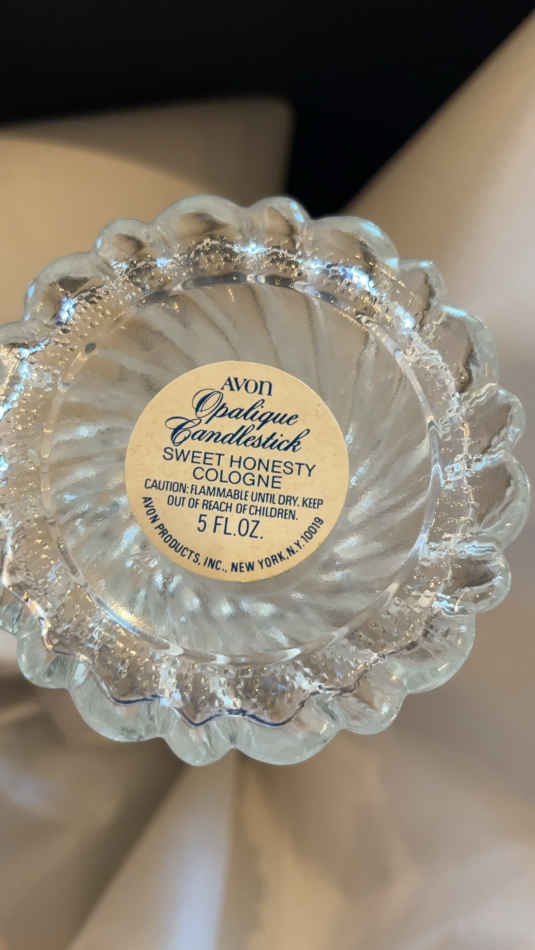 AVON
Opalique
Candlestick
SWEET HONESTY
COLOGNE
CAUTION: FLAMMABLE UNTIL DRY. KEEP
OUT OF REACH OF CHILDREN.
5 FL.OZ.
AVON PRODUCTS, INC., NEW YORK, N.Y. 10019